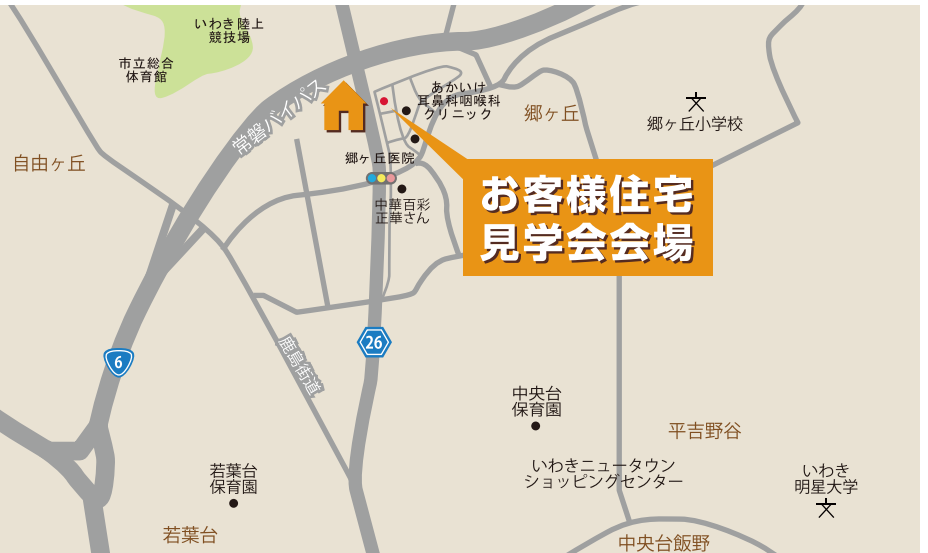 いわき陸上
競技場
市立総合
体育館
常磐バイパス
あかいけ
耳鼻科咽喉科
クリニック
郷ヶ丘
郷ヶ丘小学校
自由ヶ丘
郷ヶ丘医院
中華百彩
正華さん
お客様住宅
見学会会場
26
6
鹿島街道
中央台
保育園
平吉野谷
若葉台
保育園
いわきニュータウン
ショッピングセンター
いわき
明星大学
若葉台
中央台飯野